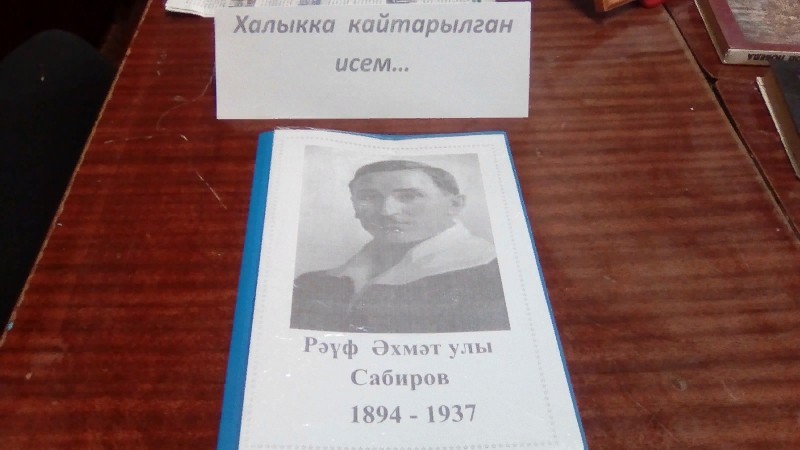 Халыкка кайтарылган
исем...
Рәүф Әхмәт улы
Сабиров
1894 - 1937